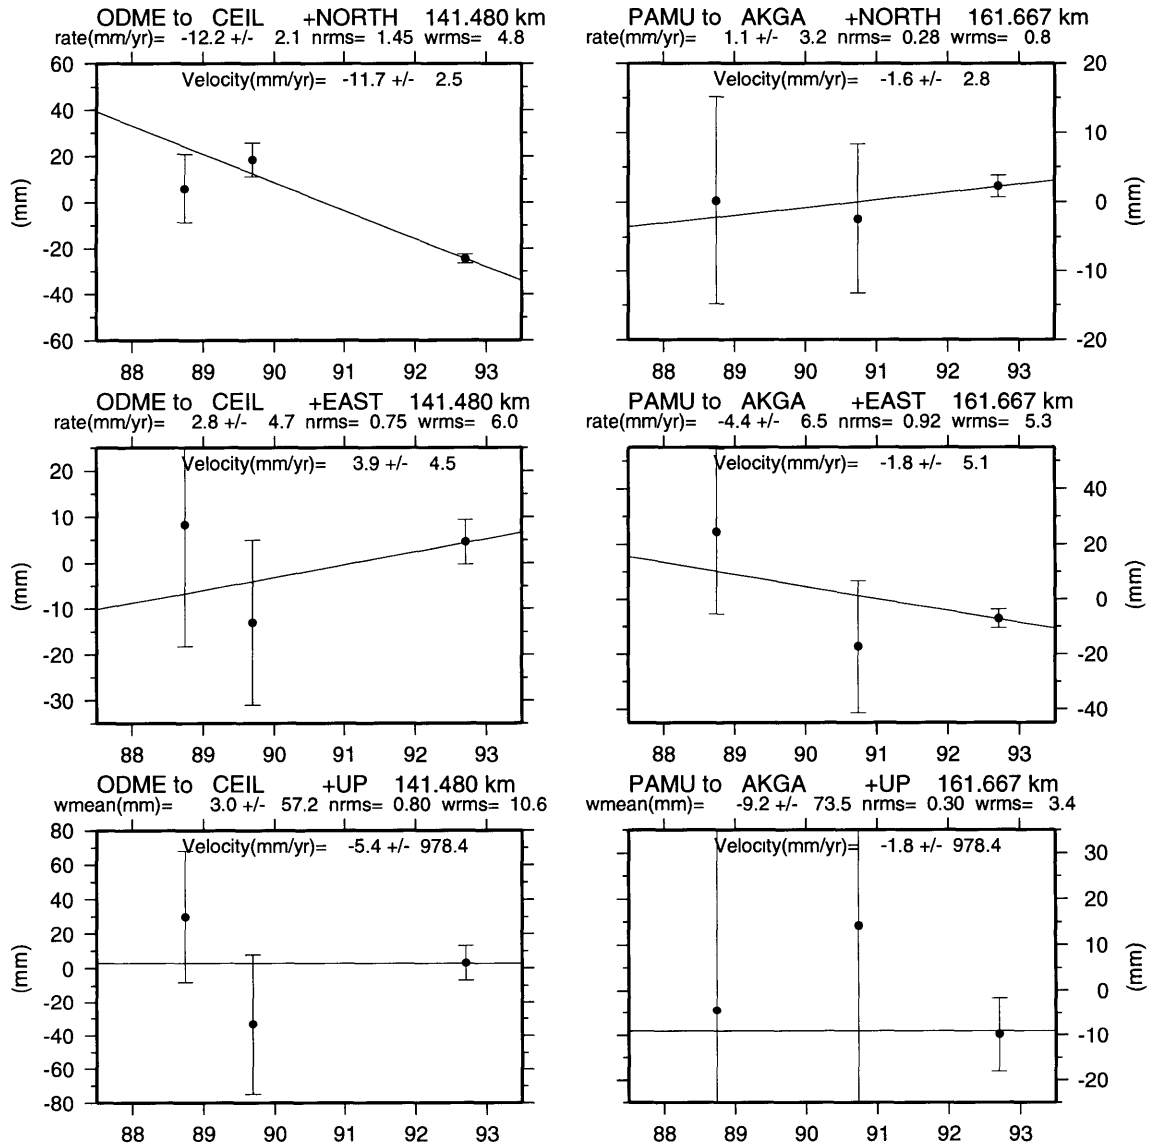 ODME to CEIL +NORTH 141.480 km
rate(mm/yr)= -12.2 +/- 2.1 nrms= 1.45 wrms= 4.8
Velocity(mm/yr)= -11.7 +/- 2.5
60
40
20
0
-20
-40
-60
(mm)
88 89 90 91 92 93
PAMU to AKGA +NORTH 161.667 km
rate(mm/yr)= 1.1 +/- 3.2 nrms= 0.28 wrms= 0.8
Velocity(mm/yr)= -1.6 +/- 2.8
20
10
0
-10
-20
(mm)
88 89 90 91 92 93
ODME to CEIL +EAST 141.480 km
rate(mm/yr)= 2.8 +/- 4.7 nrms= 0.75 wrms= 6.0
Velocity(mm/yr)= 3.9 +/- 4.5
20
10
0
-10
-20
-30
(mm)
88 89 90 91 92 93
PAMU to AKGA +EAST 161.667 km
rate(mm/yr)= -4.4 +/- 6.5 nrms= 0.92 wrms= 5.3
Velocity(mm/yr)= -1.8 +/- 5.1
40
20
0
-20
-40
(mm)
88 89 90 91 92 93
ODME to CEIL +UP 141.480 km
wmean(mm)= 3.0 +/- 57.2 nrms= 0.80 wrms= 10.6
Velocity(mm/yr)= -5.4 +/- 978.4
80
60
40
20
0
-20
-40
-60
-80
(mm)
88 89 90 91 92 93
PAMU to AKGA +UP 161.667 km
wmean(mm)= -9.2 +/- 73.5 nrms= 0.30 wrms= 3.4
Velocity(mm/yr)= -1.8 +/- 978.4
30
20
10
0
-10
-20
(mm)
88 89 90 91 92 93